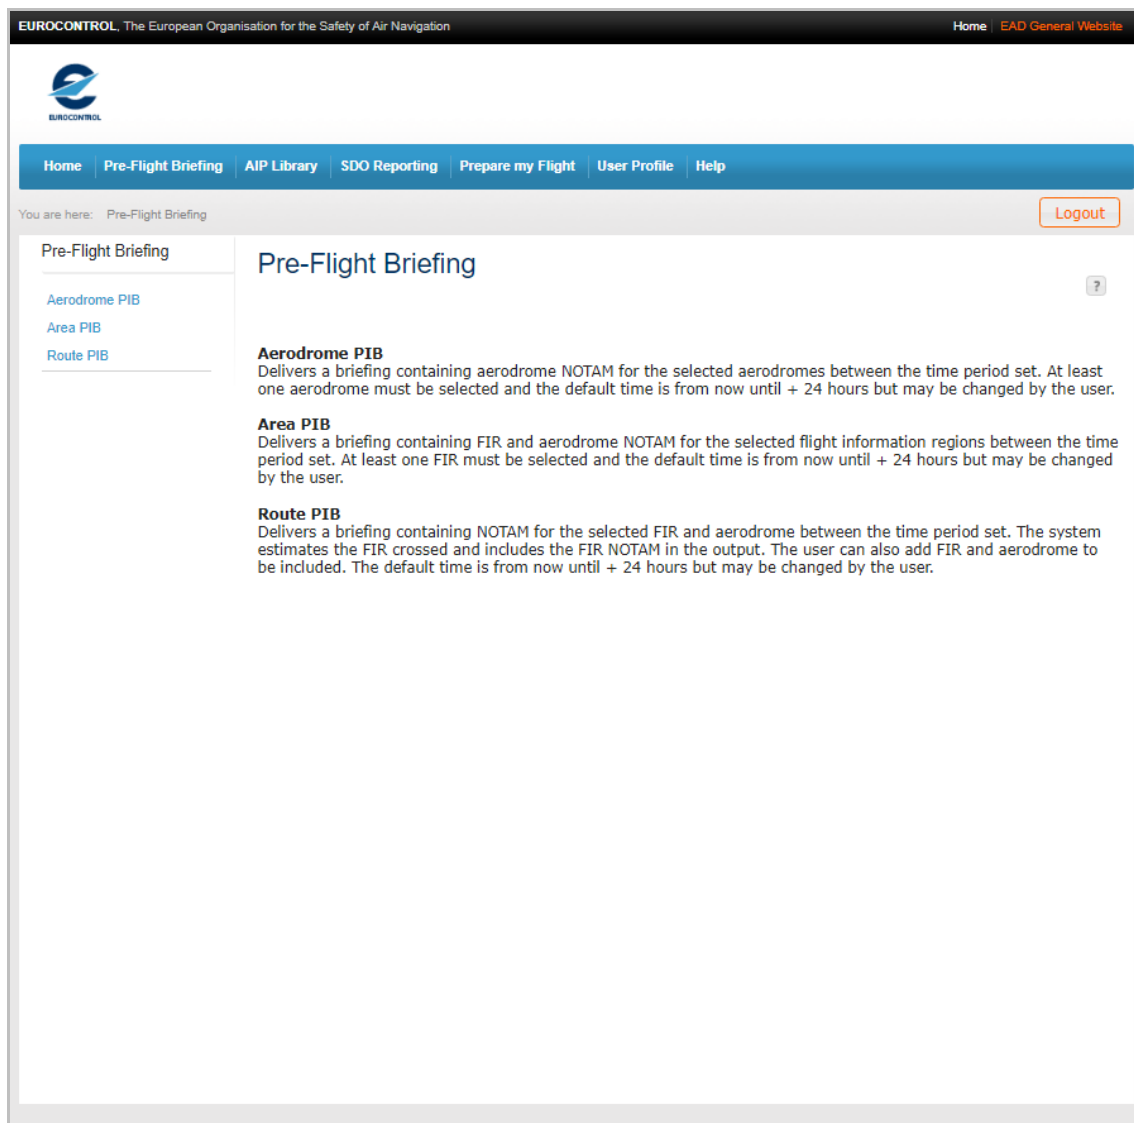 EUROCONTROL, The European Organisation for the Safety of Air Navigation
Home EAD General Website
EUROCONTROL
Home Pre-Flight Briefing AIP Library SDO Reporting Prepare my Flight User Profile Help
You are here: Pre-Flight Briefing
Logout
Pre-Flight Briefing
Aerodrome PIB
Area PIB
Route PIB
Pre-Flight Briefing
?
Aerodrome PIB
Delivers a briefing containing aerodrome NOTAM for the selected aerodromes between the time period set. At least
one aerodrome must be selected and the default time is from now until + 24 hours but may be changed by the user.
Area PIB
Delivers a briefing containing FIR and aerodrome NOTAM for the selected flight information regions between the time
period set. At least one FIR must be selected and the default time is from now until + 24 hours but may be changed
by the user.
Route PIB
Delivers a briefing containing NOTAM for the selected FIR and aerodrome between the time period set. The system
estimates the FIR crossed and includes the FIR NOTAM in the output. The user can also add FIR and aerodrome to
be included. The default time is from now until + 24 hours but may be changed by the user.